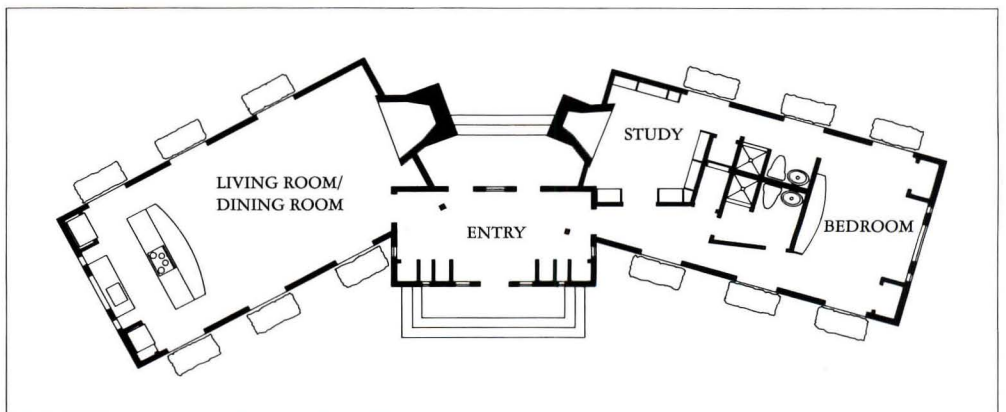 STUDY
LIVING ROOM/
DINING ROOM
ENTRY
BEDROOM